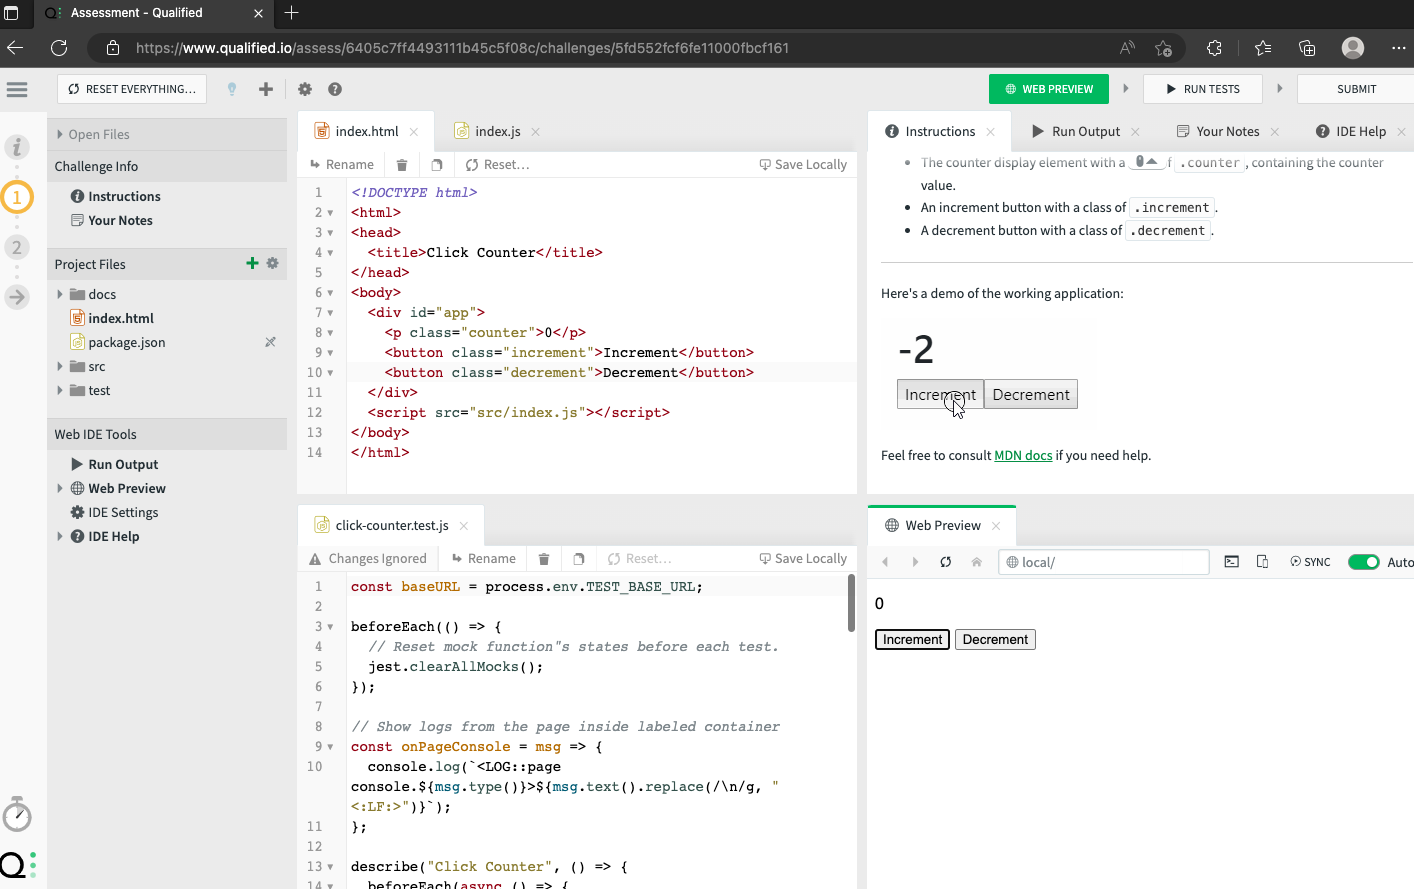 Assessment - Qualified
https://www.qualified.io/assess/6405c7ff4493111b45c5f08c/challenges/5fd552fcf6fe11000fbcf161
RESET EVERYTHING...
WEB PREVIEW
RUN TESTS
SUBMIT
Open Files
Challenge Info
Instructions
Your Notes
Project Files
docs
index.html
package.json
src
test
Web IDE Tools
Run Output
Web Preview
IDE Settings
IDE Help
1
2
index.html
index.js
Rename
Reset...
Save Locally
1 <!DOCTYPE html>
2 <html>
3 <head>
4 <title>Click Counter</title>
5 </head>
6 <body>
7 <div id="app">
8 <p class="counter">0</p>
9 <button class="increment">Increment</button>
10 <button class="decrement">Decrement</button>
11 </div>
12 <script src="src/index.js"></script>
13 </body>
14 </html>
click-counter.test.js
Changes Ignored
Rename
Reset...
Save Locally
1 const baseURL = process.env.TEST_BASE_URL;
2
3 beforeEach(() => {
4 // Reset mock function"s states before each test.
5 jest.clearAllMocks();
6 });
7
8 // Show logs from the page inside labeled container
9 const onPageConsole = msg => {
10 console.log(`<LOG::page
console.${msg.type()}>${msg.text().replace(/\n/g, "
<:LF:>")}`);
11 };
12
13 describe("Click Counter", () => {
14 beforeEach(async () => {
Instructions
Run Output
Your Notes
IDE Help
The counter display element with a f .counter, containing the counter
value.
An increment button with a class of .increment.
A decrement button with a class of .decrement.
Here's a demo of the working application:
-2
Increment
Decrement
Feel free to consult MDN docs if you need help.
Web Preview
local/
SYNC
Auto
0
Increment
Decrement